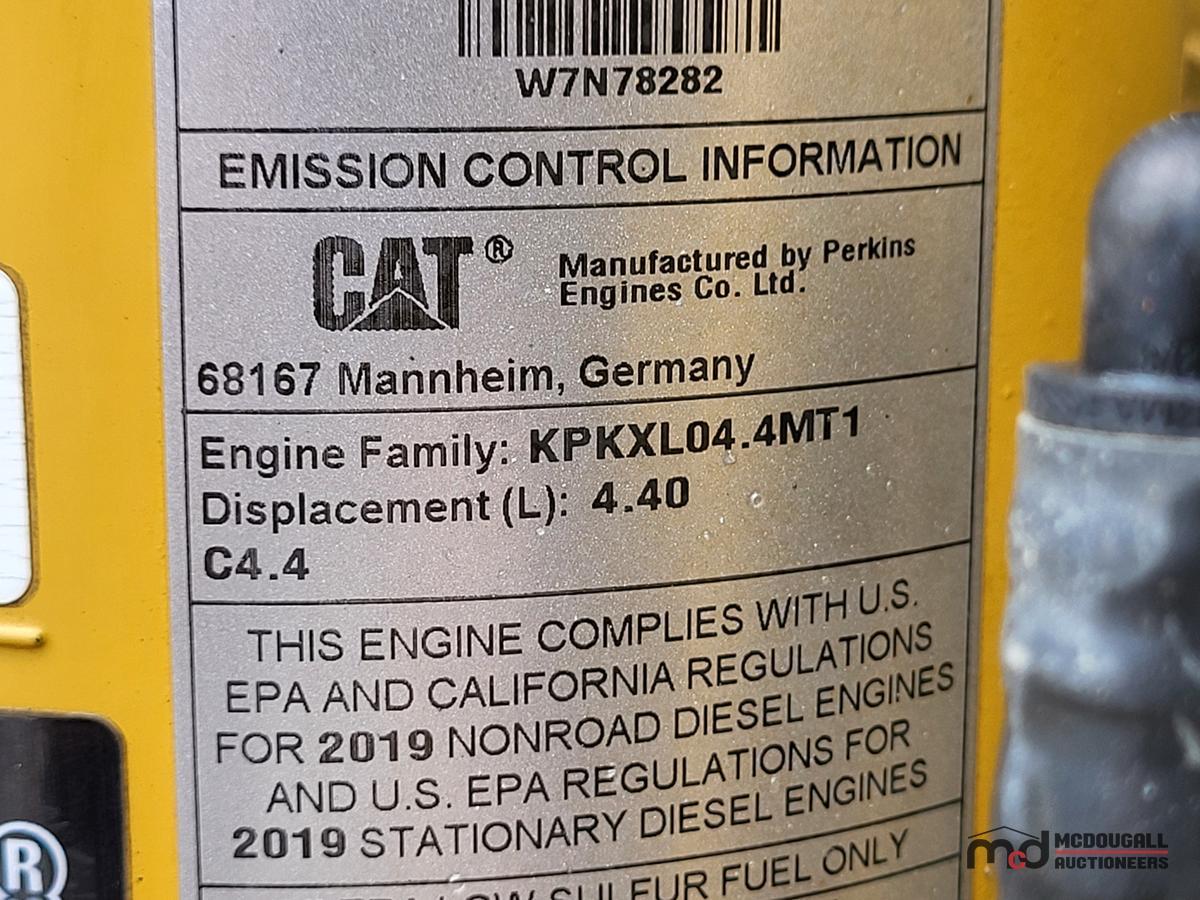 W7N78282
EMISSION CONTROL INFORMATION
CAT® Manufactured by Perkins
Engines Co. Ltd.
68167 Mannheim, Germany
Engine Family: KPKXL04.4MT1
Displacement (L): 4.40
C4.4
THIS ENGINE COMPLIES WITH U.S.
EPA AND CALIFORNIA REGULATIONS
FOR 2019 NONROAD DIESEL ENGINES
AND U.S. EPA REGULATIONS FOR
2019 STATIONARY DIESEL ENGINES
LOW SULFUR FUEL ONLY
®
mcd MCDOUGALL
AUCTIONEERS